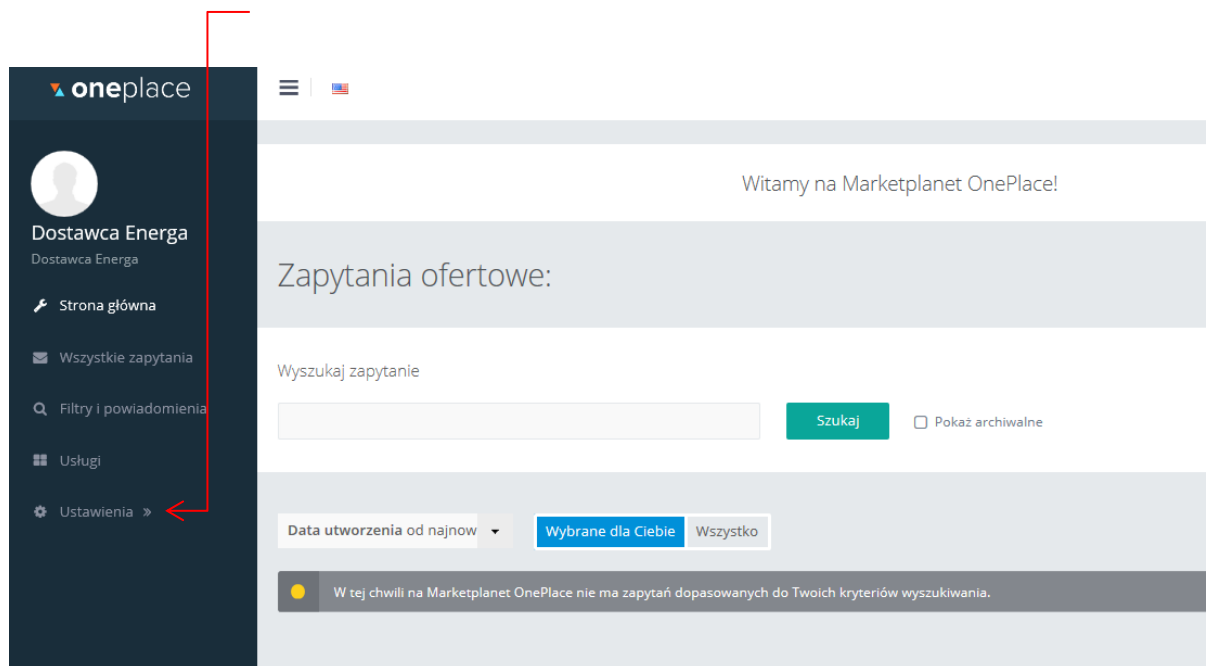 oneplace
Witamy na Marketplanet OnePlace!
Dostawca Energa
Dostawca Energa
Strona główna
Wszystkie zapytania
Filtry i powiadomienia
Usługi
Ustawienia »
Zapytania ofertowe:
Wyszukaj zapytanie
Szukaj
Pokaż archiwalne
Data utworzenia od najnow
Wybrane dla Ciebie
Wszystko
W tej chwili na Marketplanet OnePlace nie ma zapytań dopasowanych do Twoich kryteriów wyszukiwania.